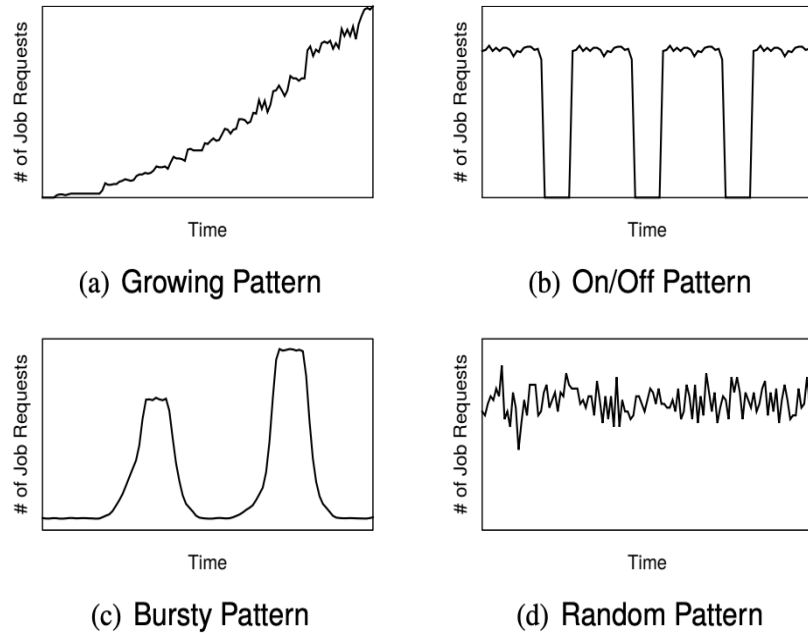 # of Job Requests
Time
(a) Growing Pattern
# of Job Requests
Time
(b) On/Off Pattern
# of Job Requests
Time
(c) Bursty Pattern
# of Job Requests
Time
(d) Random Pattern